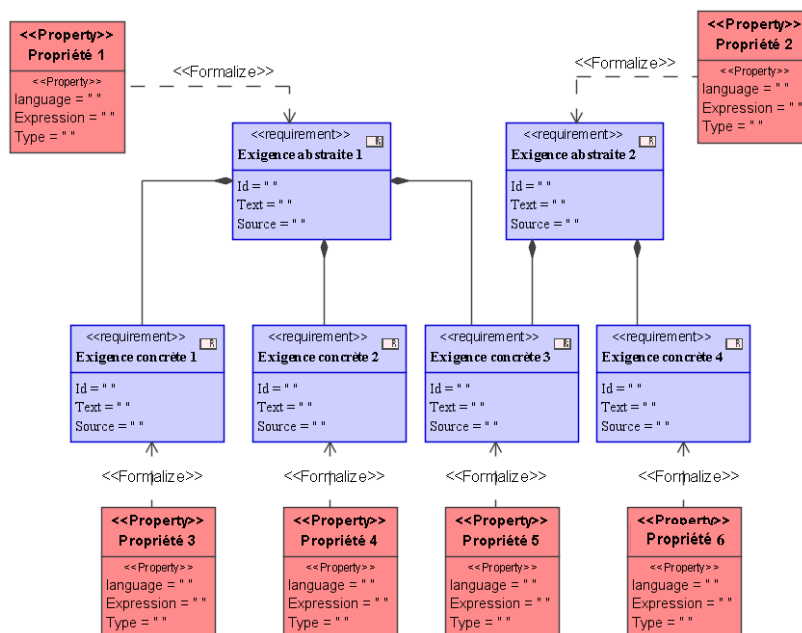 <<Property>>
Propriété 1
<<Property>>
language = " "
Expression = " "
Type = " "
<<Formalize>>
<<Formalize>>
<<Property>>
Propriété 2
<<Property>>
language = " "
Expression = " "
Type = " "
<<requirement>>
Exigence abstraite 1
Id = " "
Text = " "
Source = " "
<<requirement>>
Exigence abstraite 2
Id = " "
Text = " "
Source = " "
<<requirement>>
Exigence concrète 1
Id = " "
Text = " "
Source = " "
<<requirement>>
Exigence concrète 2
Id = " "
Text = " "
Source = " "
<<requirement>>
Exigence concrète 3
Id = " "
Text = " "
Source = " "
<<requirement>>
Exigence concrète 4
Id = " "
Text = " "
Source = " "
<<Formalize>>
<<Formalize>>
<<Formalize>>
<<Formalize>>
<<Property>>
Propriété 3
<<Property>>
language = " "
Expression = " "
Type = " "
<<Property>>
Propriété 4
<<Property>>
language = " "
Expression = " "
Type = " "
<<Property>>
Propriété 5
<<Property>>
language = " "
Expression = " "
Type = " "
<<Property>>
Propriété 6
<<Property>>
language = " "
Expression = " "
Type = " "